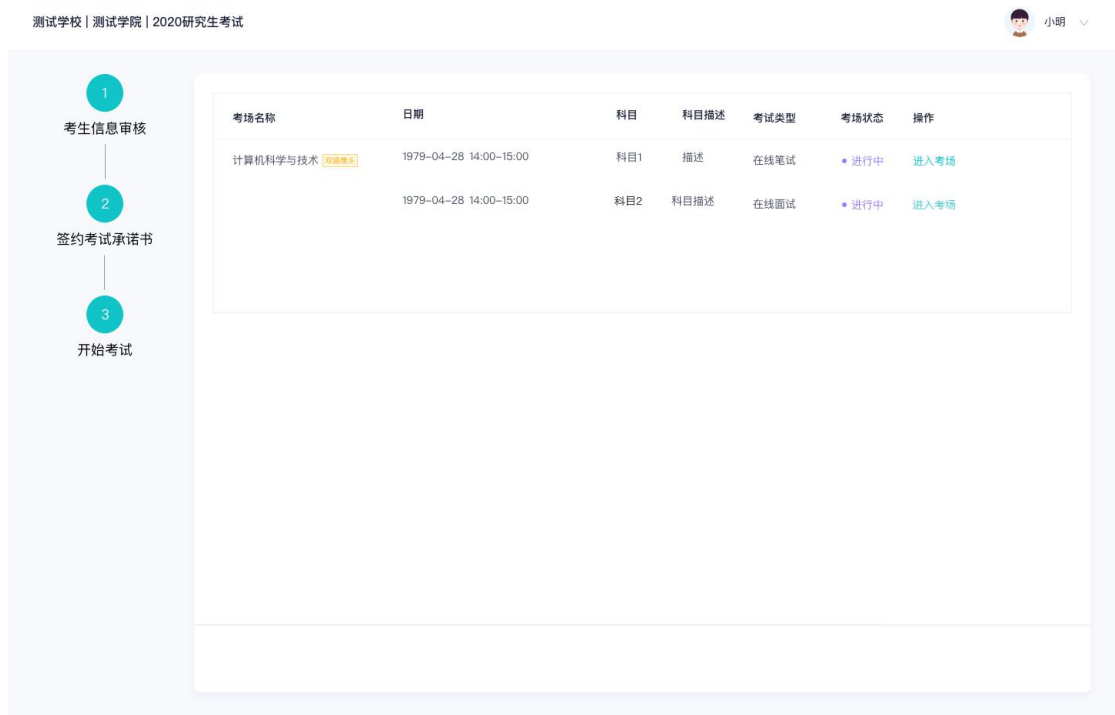 测试学校 | 测试学院 | 2020研究生考试
小明
1
考生信息审核
2
签约考试承诺书
3
开始考试
考场名称 日期 科目 科目描述 考试类型 考场状态 操作
计算机科学与技术 双摄像头 1979-04-28 14:00-15:00 科目1 描述 在线笔试 进行中 进入考场
1979-04-28 14:00-15:00 科目2 科目描述 在线面试 进行中 进入考场